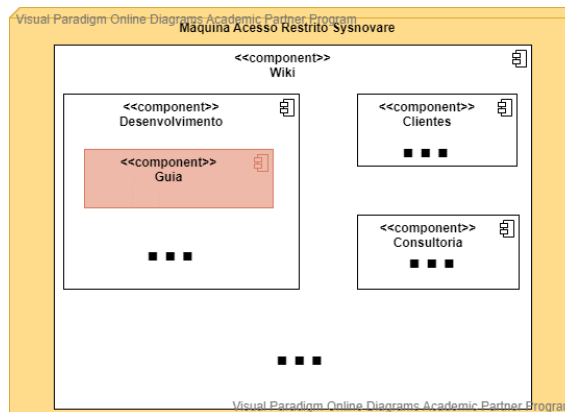 Visual Paradigm Online Diagrams Academic Partner Program
Máquina Acesso Restrito Sysnovare
<<component>>
Wiki
<<component>>
Desenvolvimento
<<component>>
Guia
<<component>>
Clientes
<<component>>
Consultoria
Visual Paradigm Online Diagrams Academic Partner Program